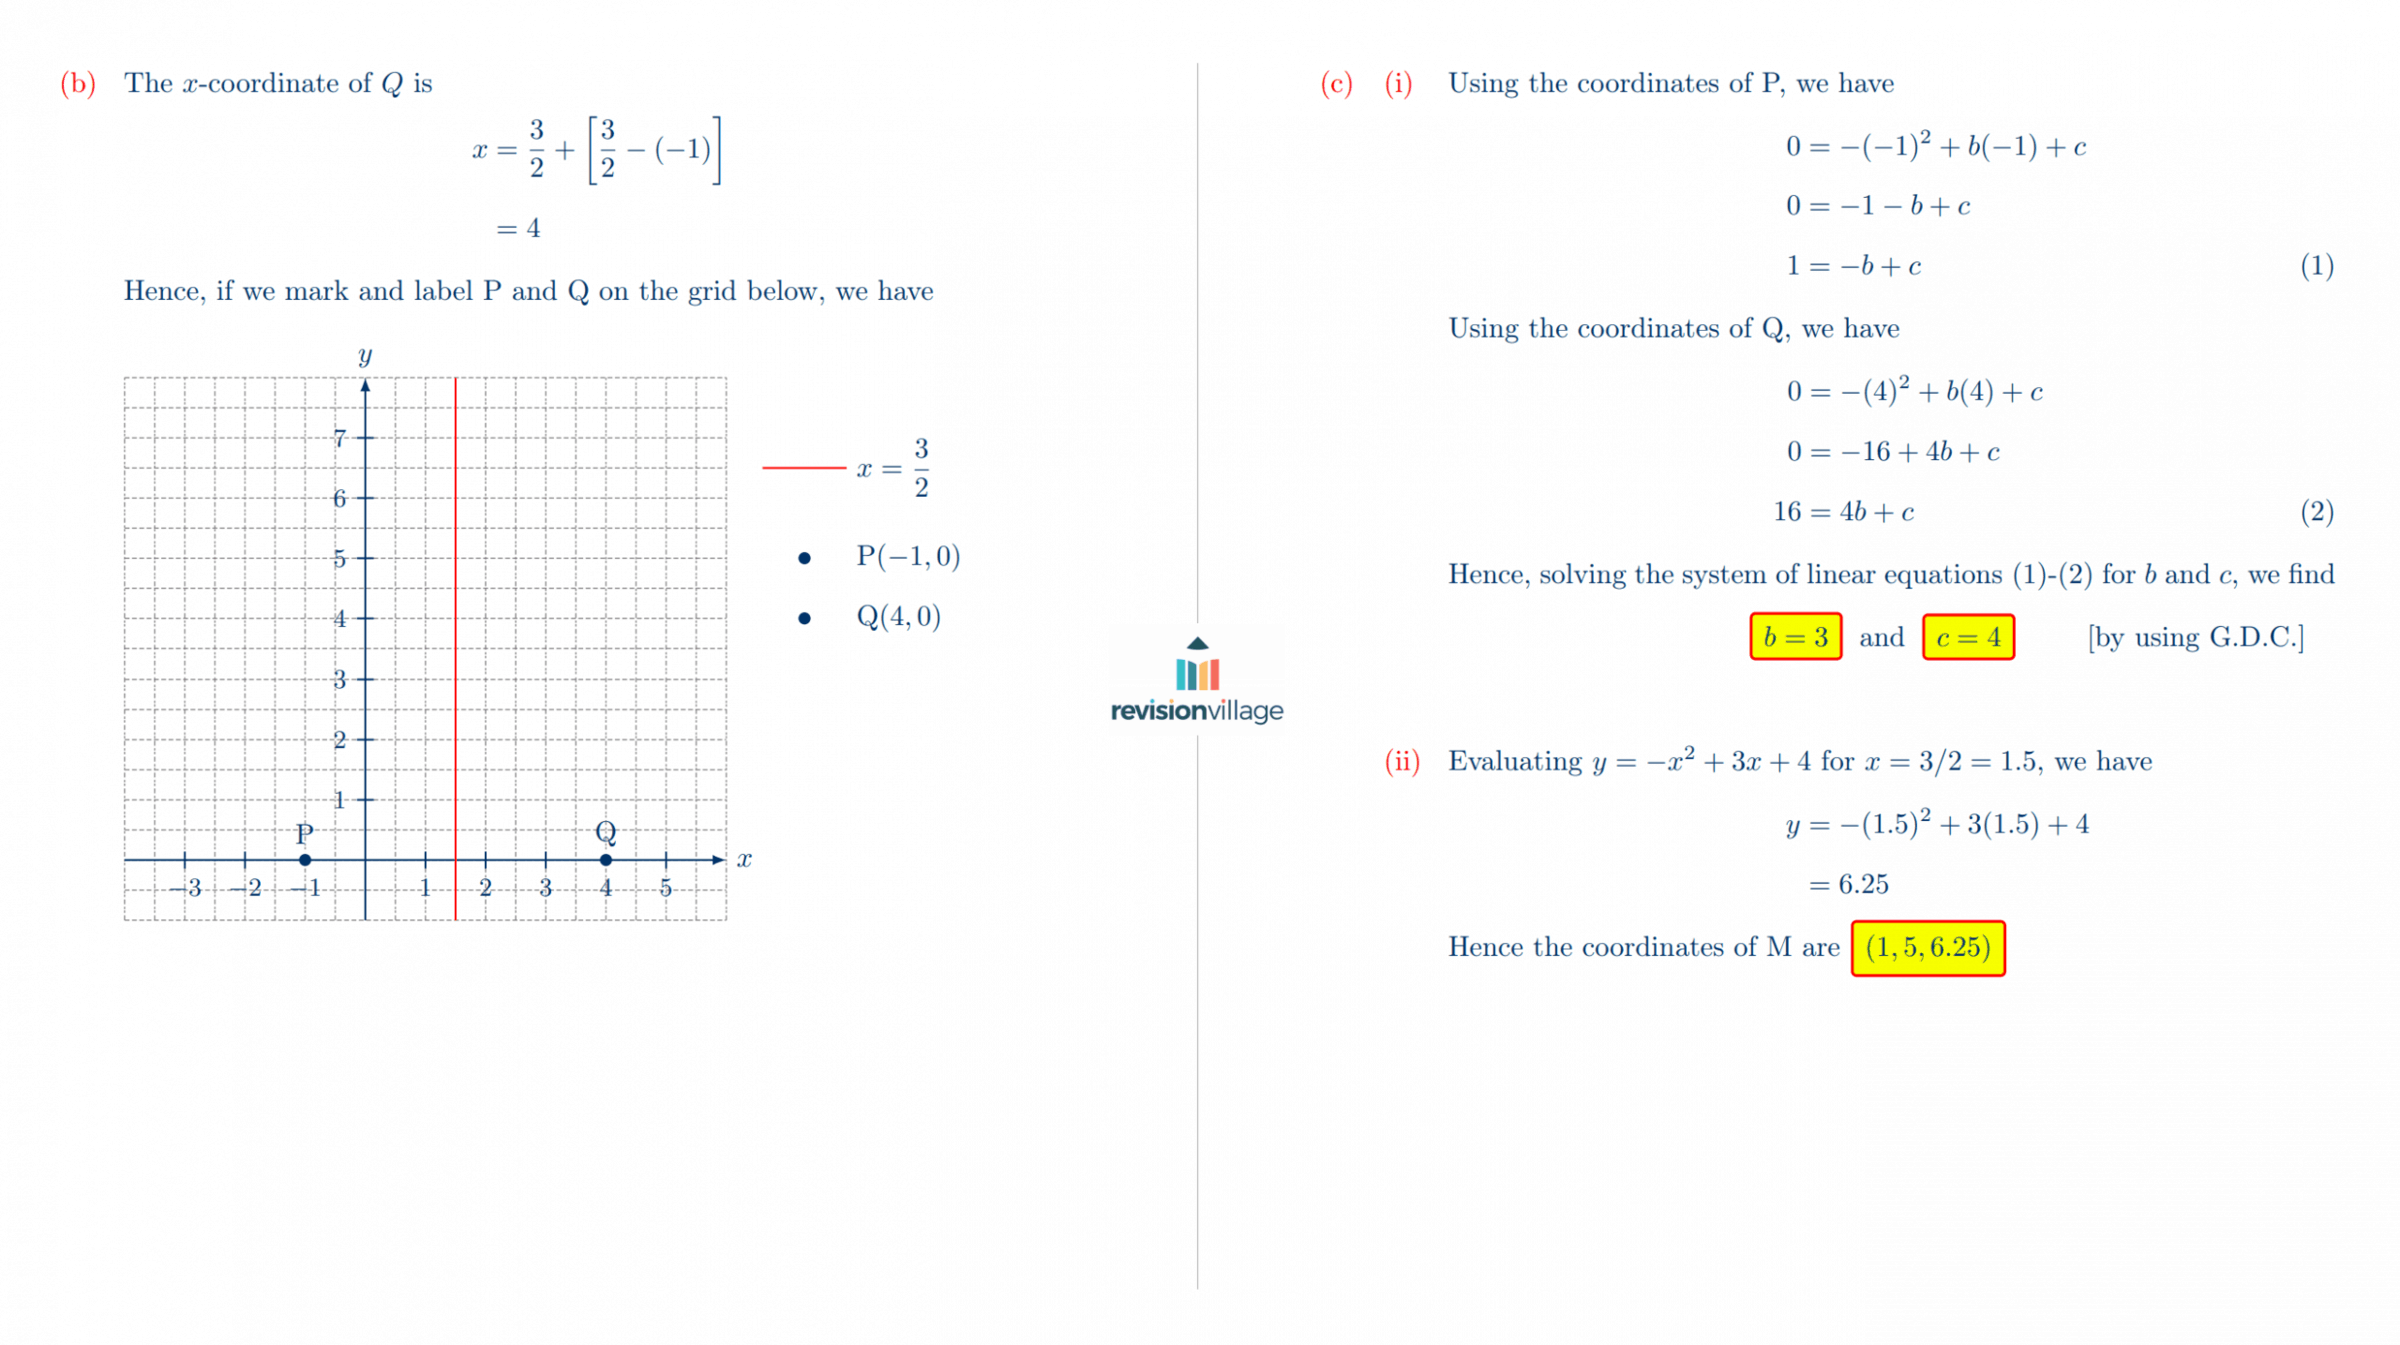 (b) The x-coordinate of Q is
x = 3/2 + [3/2 − (−1)]
= 4
Hence, if we mark and label P and Q on the grid below, we have
y
7
6
5
4
3
2
1
P Q
x
−3 −2 −1 1 2 3 4 5
x = 3/2
• P(−1, 0)
• Q(4, 0)
revisionvillage
(c) (i) Using the coordinates of P, we have
0 = −(−1)² + b(−1) + c
0 = −1 − b + c
1 = −b + c (1)
Using the coordinates of Q, we have
0 = −(4)² + b(4) + c
0 = −16 + 4b + c
16 = 4b + c (2)
Hence, solving the system of linear equations (1)-(2) for b and c, we find
b = 3 and c = 4 [by using G.D.C.]
(ii) Evaluating y = −x² + 3x + 4 for x = 3/2 = 1.5, we have
y = −(1.5)² + 3(1.5) + 4
= 6.25
Hence the coordinates of M are (1, 5, 6.25)